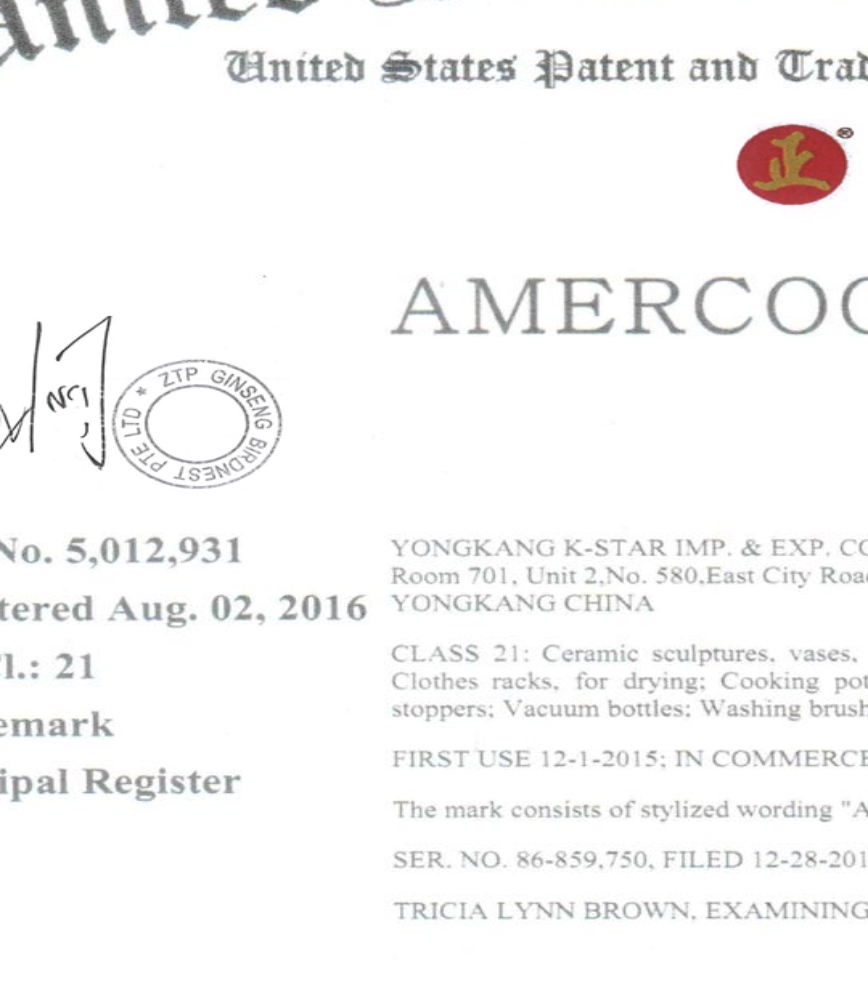 United
United States Patent and Trad
正
®
AMERCOO
ZTP GINSENG BIRDNEST PTE LTD *
No. 5,012,931
tered Aug. 02, 2016
l.: 21
emark
ipal Register
YONGKANG K-STAR IMP. & EXP. CO
Room 701, Unit 2,No. 580,East City Road
YONGKANG CHINA
CLASS 21: Ceramic sculptures, vases,
Clothes racks, for drying; Cooking pot
stoppers; Vacuum bottles; Washing brush
FIRST USE 12-1-2015; IN COMMERCE
The mark consists of stylized wording "A
SER. NO. 86-859,750, FILED 12-28-201
TRICIA LYNN BROWN, EXAMINING